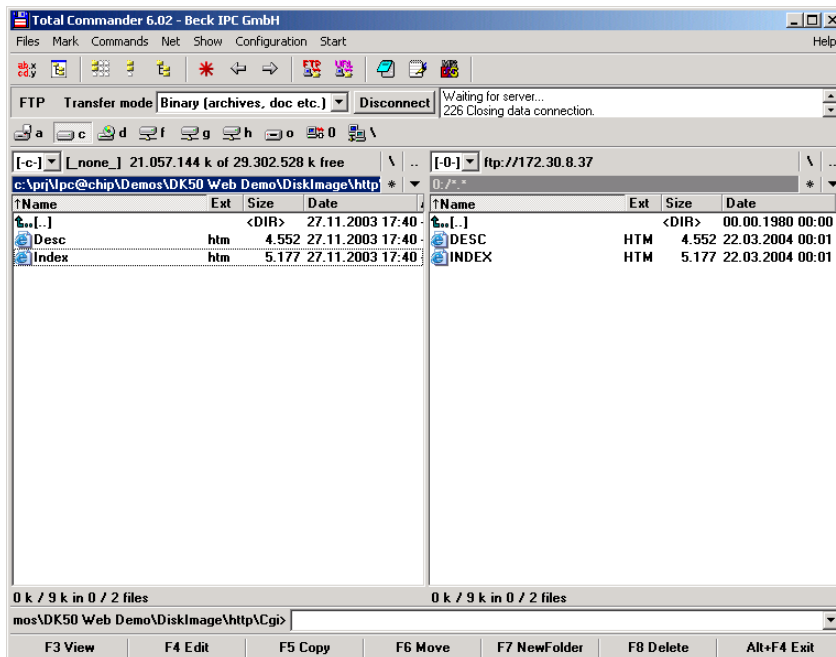 Total Commander 6.02 - Beck IPC GmbH
Files Mark Commands Net Show Configuration Start Help
FTP Transfer mode Binary (archives, doc etc.) Disconnect
Waiting for server...
226 Closing data connection.
a c d f g h o 0 \
[-c-] [_none_] 21.057.144 k of 29.302.528 k free \ ..
[-0-] ftp://172.30.8.37 \ ..
c:\prj\Ipc@chip\Demos\DK50 Web Demo\DiskImage\http\ * 
0:/*.* *
↑Name Ext Size Date
[..] <DIR> 27.11.2003 17:40
Desc htm 4.552 27.11.2003 17:40
Index htm 5.177 27.11.2003 17:40
↑Name Ext Size Date
[..] <DIR> 00.00.1980 00:00
DESC HTM 4.552 22.03.2004 00:01
INDEX HTM 5.177 22.03.2004 00:01
0 k / 9 k in 0 / 2 files
0 k / 9 k in 0 / 2 files
mos\DK50 Web Demo\DiskImage\http\Cgi>
F3 View F4 Edit F5 Copy F6 Move F7 NewFolder F8 Delete Alt+F4 Exit